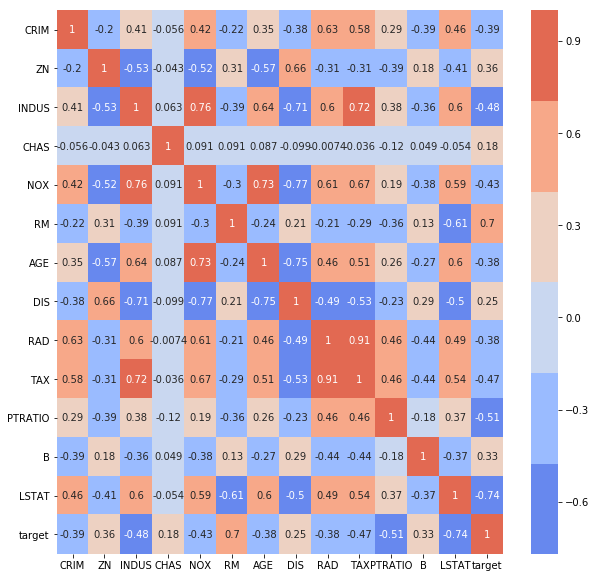 CRIM 1 -0.2 0.41 -0.056 0.42 -0.22 0.35 -0.38 0.63 0.58 0.29 -0.39 0.46 -0.39
ZN -0.2 1 -0.53 -0.043 -0.52 0.31 -0.57 0.66 -0.31 -0.31 -0.39 0.18 -0.41 0.36
INDUS 0.41 -0.53 1 0.063 0.76 -0.39 0.64 -0.71 0.6 0.72 0.38 -0.36 0.6 -0.48
CHAS -0.056 -0.043 0.063 1 0.091 0.091 0.087 -0.099 -0.0074 -0.036 -0.12 0.049 -0.054 0.18
NOX 0.42 -0.52 0.76 0.091 1 -0.3 0.73 -0.77 0.61 0.67 0.19 -0.38 0.59 -0.43
RM -0.22 0.31 -0.39 0.091 -0.3 1 -0.24 0.21 -0.21 -0.29 -0.36 0.13 -0.61 0.7
AGE 0.35 -0.57 0.64 0.087 0.73 -0.24 1 -0.75 0.46 0.51 0.26 -0.27 0.6 -0.38
DIS -0.38 0.66 -0.71 -0.099 -0.77 0.21 -0.75 1 -0.49 -0.53 -0.23 0.29 -0.5 0.25
RAD 0.63 -0.31 0.6 -0.0074 0.61 -0.21 0.46 -0.49 1 0.91 0.46 -0.44 0.49 -0.38
TAX 0.58 -0.31 0.72 -0.036 0.67 -0.29 0.51 -0.53 0.91 1 0.46 -0.44 0.54 -0.47
PTRATIO 0.29 -0.39 0.38 -0.12 0.19 -0.36 0.26 -0.23 0.46 0.46 1 -0.18 0.37 -0.51
B -0.39 0.18 -0.36 0.049 -0.38 0.13 -0.27 0.29 -0.44 -0.44 -0.18 1 -0.37 0.33
LSTAT 0.46 -0.41 0.6 -0.054 0.59 -0.61 0.6 -0.5 0.49 0.54 0.37 -0.37 1 -0.74
target -0.39 0.36 -0.48 0.18 -0.43 0.7 -0.38 0.25 -0.38 -0.47 -0.51 0.33 -0.74 1
CRIM ZN INDUS CHAS NOX RM AGE DIS RAD TAX PTRATIO B LSTAT target
0.9
0.6
0.3
0.0
−0.3
−0.6